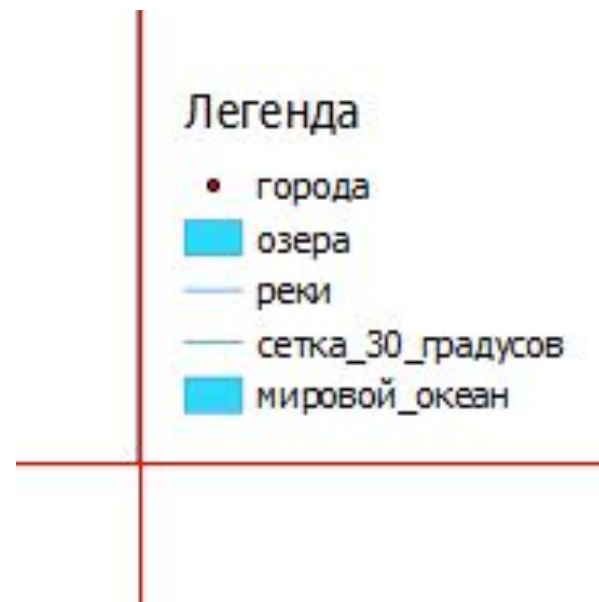 Легенда
города
озера
реки
сетка_30_градусов
мировой_океан